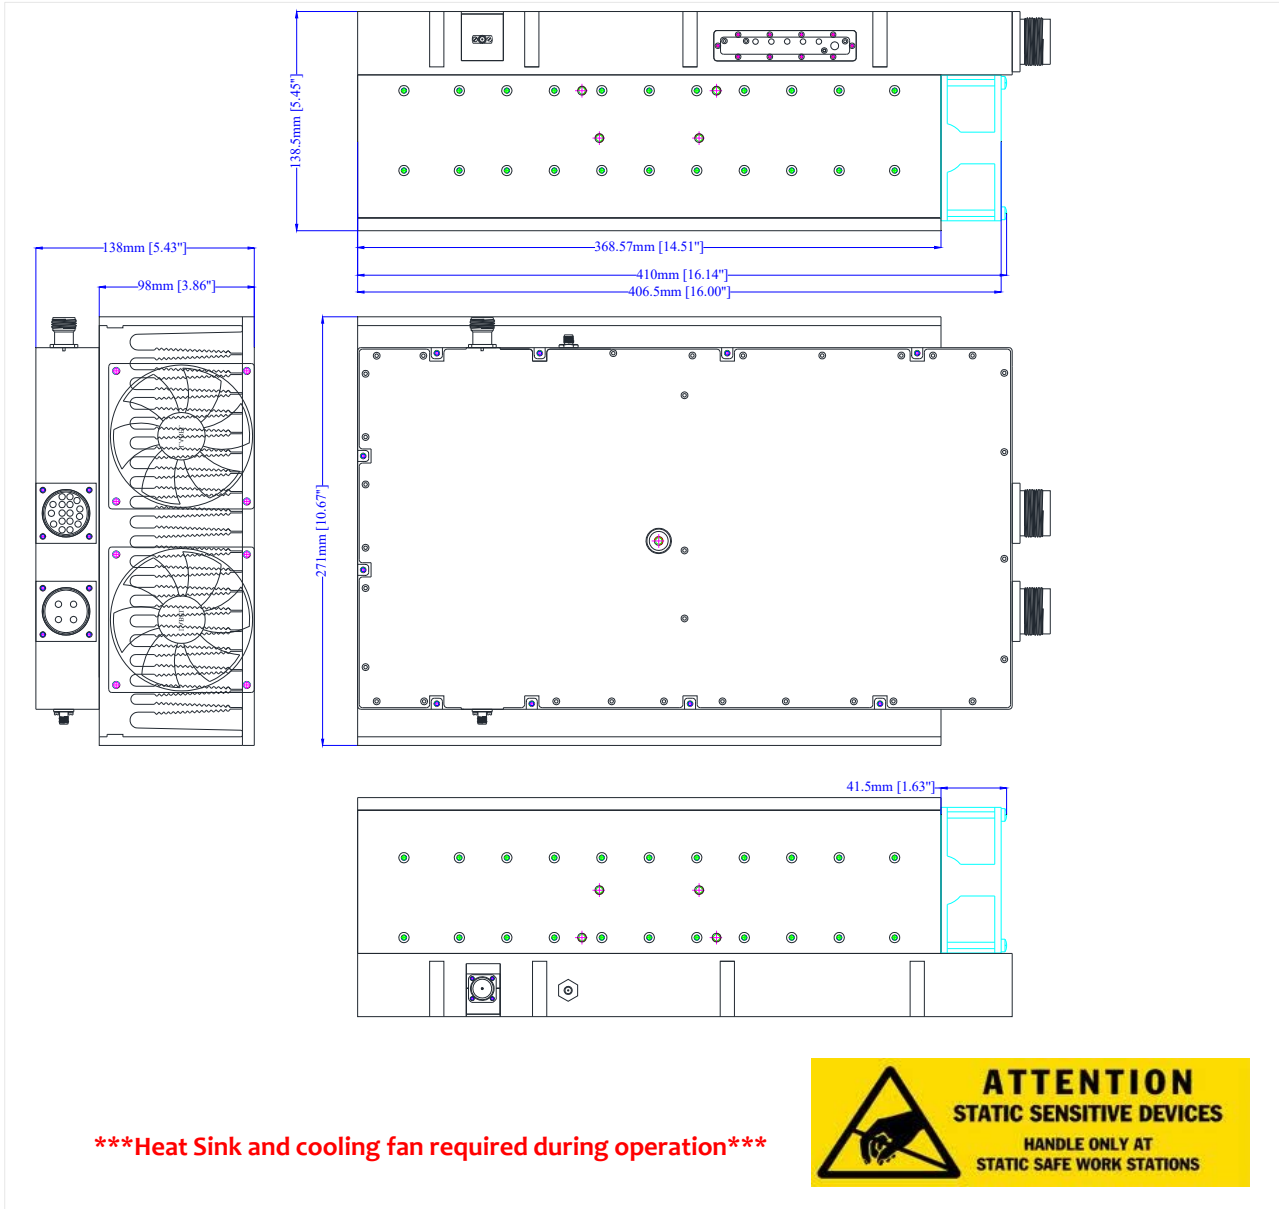 138.5mm [5.45"]
138mm [5.43"]
368.57mm [14.51"]
410mm [16.14"]
98mm [3.86"]
406.5mm [16.00"]
271mm [10.67"]
41.5mm [1.63"]
ATTENTION
STATIC SENSITIVE DEVICES
HANDLE ONLY AT
STATIC SAFE WORK STATIONS
***Heat Sink and cooling fan required during operation***